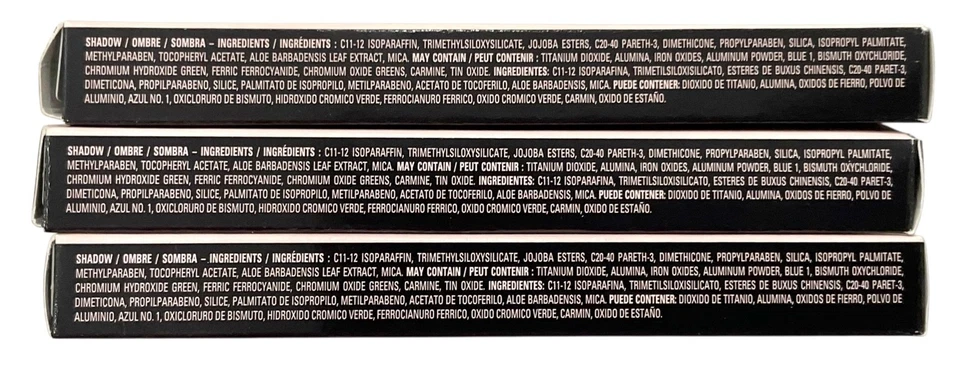 SHADOW / OMBRE / SOMBRA – INGREDIENTS / INGRÉDIENTS : C11-12 ISOPARAFFIN, TRIMETHYLSILOXYSILICATE, JOJOBA ESTERS, C20-40 PARETH-3, DIMETHICONE, PROPYLPARABEN, SILICA, ISOPROPYL PALMITATE,
METHYLPARABEN, TOCOPHERYL ACETATE, ALOE BARBADENSIS LEAF EXTRACT, MICA. MAY CONTAIN / PEUT CONTENIR : TITANIUM DIOXIDE, ALUMINA, IRON OXIDES, ALUMINUM POWDER, BLUE 1, BISMUTH OXYCHLORIDE,
CHROMIUM HYDROXIDE GREEN, FERRIC FERROCYANIDE, CHROMIUM OXIDE GREENS, CARMINE, TIN OXIDE. INGREDIENTES: C11-12 ISOPARAFINA, TRIMETILSILOXISILICATO, ESTERES DE BUXUS CHINENSIS, C20-40 PARET-3,
DIMETICONA, PROPILPARABENO, SILICE, PALMITATO DE ISOPROPILO, METILPARABENO, ACETATO DE TOCOFERILO, ALOE BARBADENSIS, MICA. PUEDE CONTENER: DIOXIDO DE TITANIO, ALUMINA, OXIDOS DE FIERRO, POLVO DE
ALUMINIO, AZUL NO. 1, OXICLORURO DE BISMUTO, HIDROXIDO CROMICO VERDE, FERROCIANURO FERRICO, OXIDO CROMICO VERDE, CARMIN, OXIDO DE ESTAÑO.
SHADOW / OMBRE / SOMBRA – INGREDIENTS / INGRÉDIENTS : C11-12 ISOPARAFFIN, TRIMETHYLSILOXYSILICATE, JOJOBA ESTERS, C20-40 PARETH-3, DIMETHICONE, PROPYLPARABEN, SILICA, ISOPROPYL PALMITATE,
METHYLPARABEN, TOCOPHERYL ACETATE, ALOE BARBADENSIS LEAF EXTRACT, MICA. MAY CONTAIN / PEUT CONTENIR : TITANIUM DIOXIDE, ALUMINA, IRON OXIDES, ALUMINUM POWDER, BLUE 1, BISMUTH OXYCHLORIDE,
CHROMIUM HYDROXIDE GREEN, FERRIC FERROCYANIDE, CHROMIUM OXIDE GREENS, CARMINE, TIN OXIDE. INGREDIENTES: C11-12 ISOPARAFINA, TRIMETILSILOXISILICATO, ESTERES DE BUXUS CHINENSIS, C20-40 PARET-3,
DIMETICONA, PROPILPARABENO, SILICE, PALMITATO DE ISOPROPILO, METILPARABENO, ACETATO DE TOCOFERILO, ALOE BARBADENSIS, MICA. PUEDE CONTENER: DIOXIDO DE TITANIO, ALUMINA, OXIDOS DE FIERRO, POLVO DE
ALUMINIO, AZUL NO. 1, OXICLORURO DE BISMUTO, HIDROXIDO CROMICO VERDE, FERROCIANURO FERRICO, OXIDO CROMICO VERDE, CARMIN, OXIDO DE ESTAÑO.
SHADOW / OMBRE / SOMBRA – INGREDIENTS / INGRÉDIENTS : C11-12 ISOPARAFFIN, TRIMETHYLSILOXYSILICATE, JOJOBA ESTERS, C20-40 PARETH-3, DIMETHICONE, PROPYLPARABEN, SILICA, ISOPROPYL PALMITATE,
METHYLPARABEN, TOCOPHERYL ACETATE, ALOE BARBADENSIS LEAF EXTRACT, MICA. MAY CONTAIN / PEUT CONTENIR : TITANIUM DIOXIDE, ALUMINA, IRON OXIDES, ALUMINUM POWDER, BLUE 1, BISMUTH OXYCHLORIDE,
CHROMIUM HYDROXIDE GREEN, FERRIC FERROCYANIDE, CHROMIUM OXIDE GREENS, CARMINE, TIN OXIDE. INGREDIENTES: C11-12 ISOPARAFINA, TRIMETILSILOXISILICATO, ESTERES DE BUXUS CHINENSIS, C20-40 PARET-3,
DIMETICONA, PROPILPARABENO, SILICE, PALMITATO DE ISOPROPILO, METILPARABENO, ACETATO DE TOCOFERILO, ALOE BARBADENSIS, MICA. PUEDE CONTENER: DIOXIDO DE TITANIO, ALUMINA, OXIDOS DE FIERRO, POLVO DE
ALUMINIO, AZUL NO. 1, OXICLORURO DE BISMUTO, HIDROXIDO CROMICO VERDE, FERROCIANURO FERRICO, OXIDO CROMICO VERDE, CARMIN, OXIDO DE ESTAÑO.